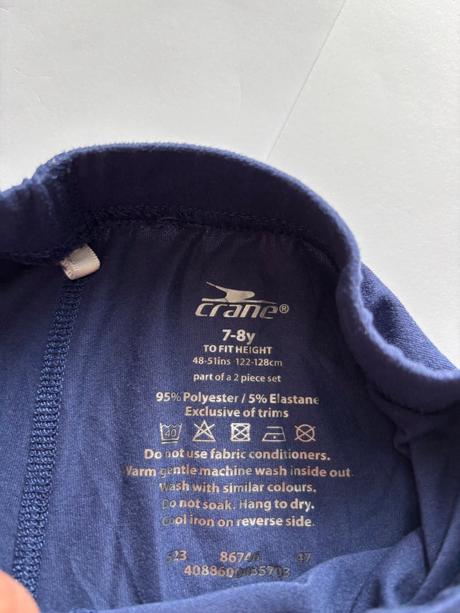 crane®
7-8y
TO FIT HEIGHT
48-51ins 122-128cm
part of a 2 piece set
95% Polyester / 5% Elastane
Exclusive of trims
40
Do not use fabric conditioners.
Warm gentle machine wash inside out.
Wash with similar colours.
Do not soak. Hang to dry.
Cool iron on reverse side.